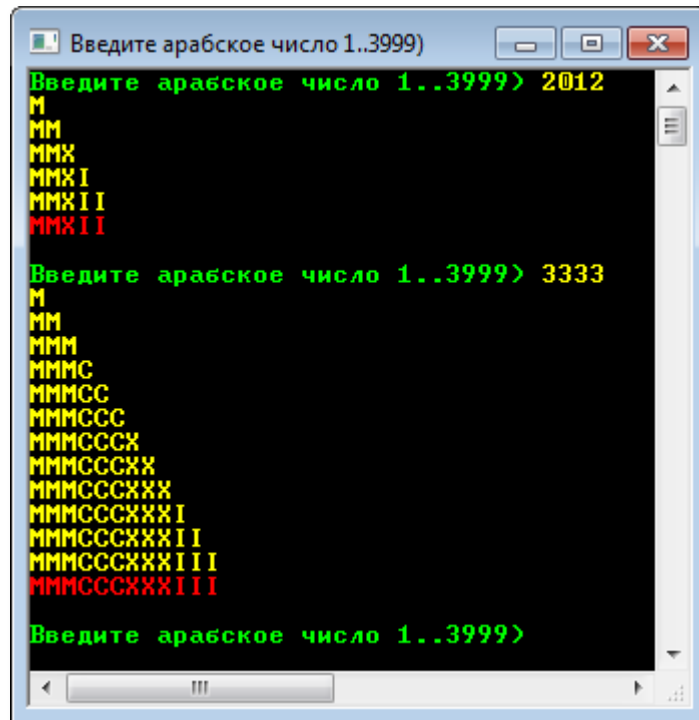 Введите арабское число 1..3999)
Введите арабское число 1..3999> 2012
M
MM
MMX
MMXI
MMXII
MMXII
Введите арабское число 1..3999> 3333
M
MM
MMM
MMMC
MMMCC
MMMCCC
MMMCCCX
MMMCCCXX
MMMCCCXXX
MMMCCCXXXI
MMMCCCXXXII
MMMCCCXXXIII
MMMCCCXXXIII
Введите арабское число 1..3999>